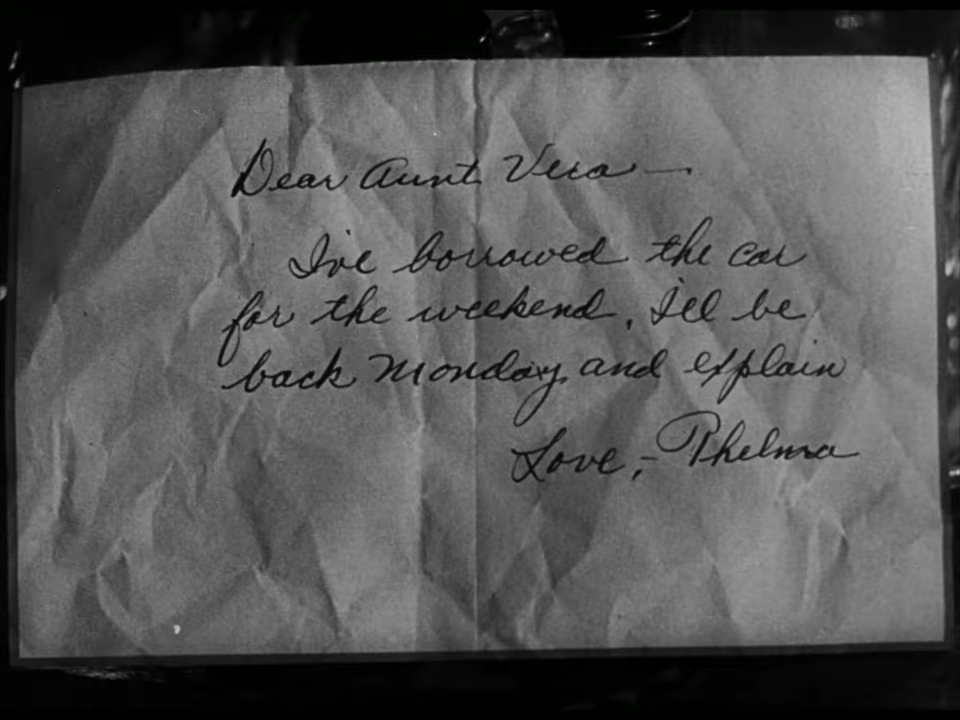 Dear Aunt Vera —
I've borrowed the car
for the weekend. I'll be
back Monday and explain
Love, - Thelma